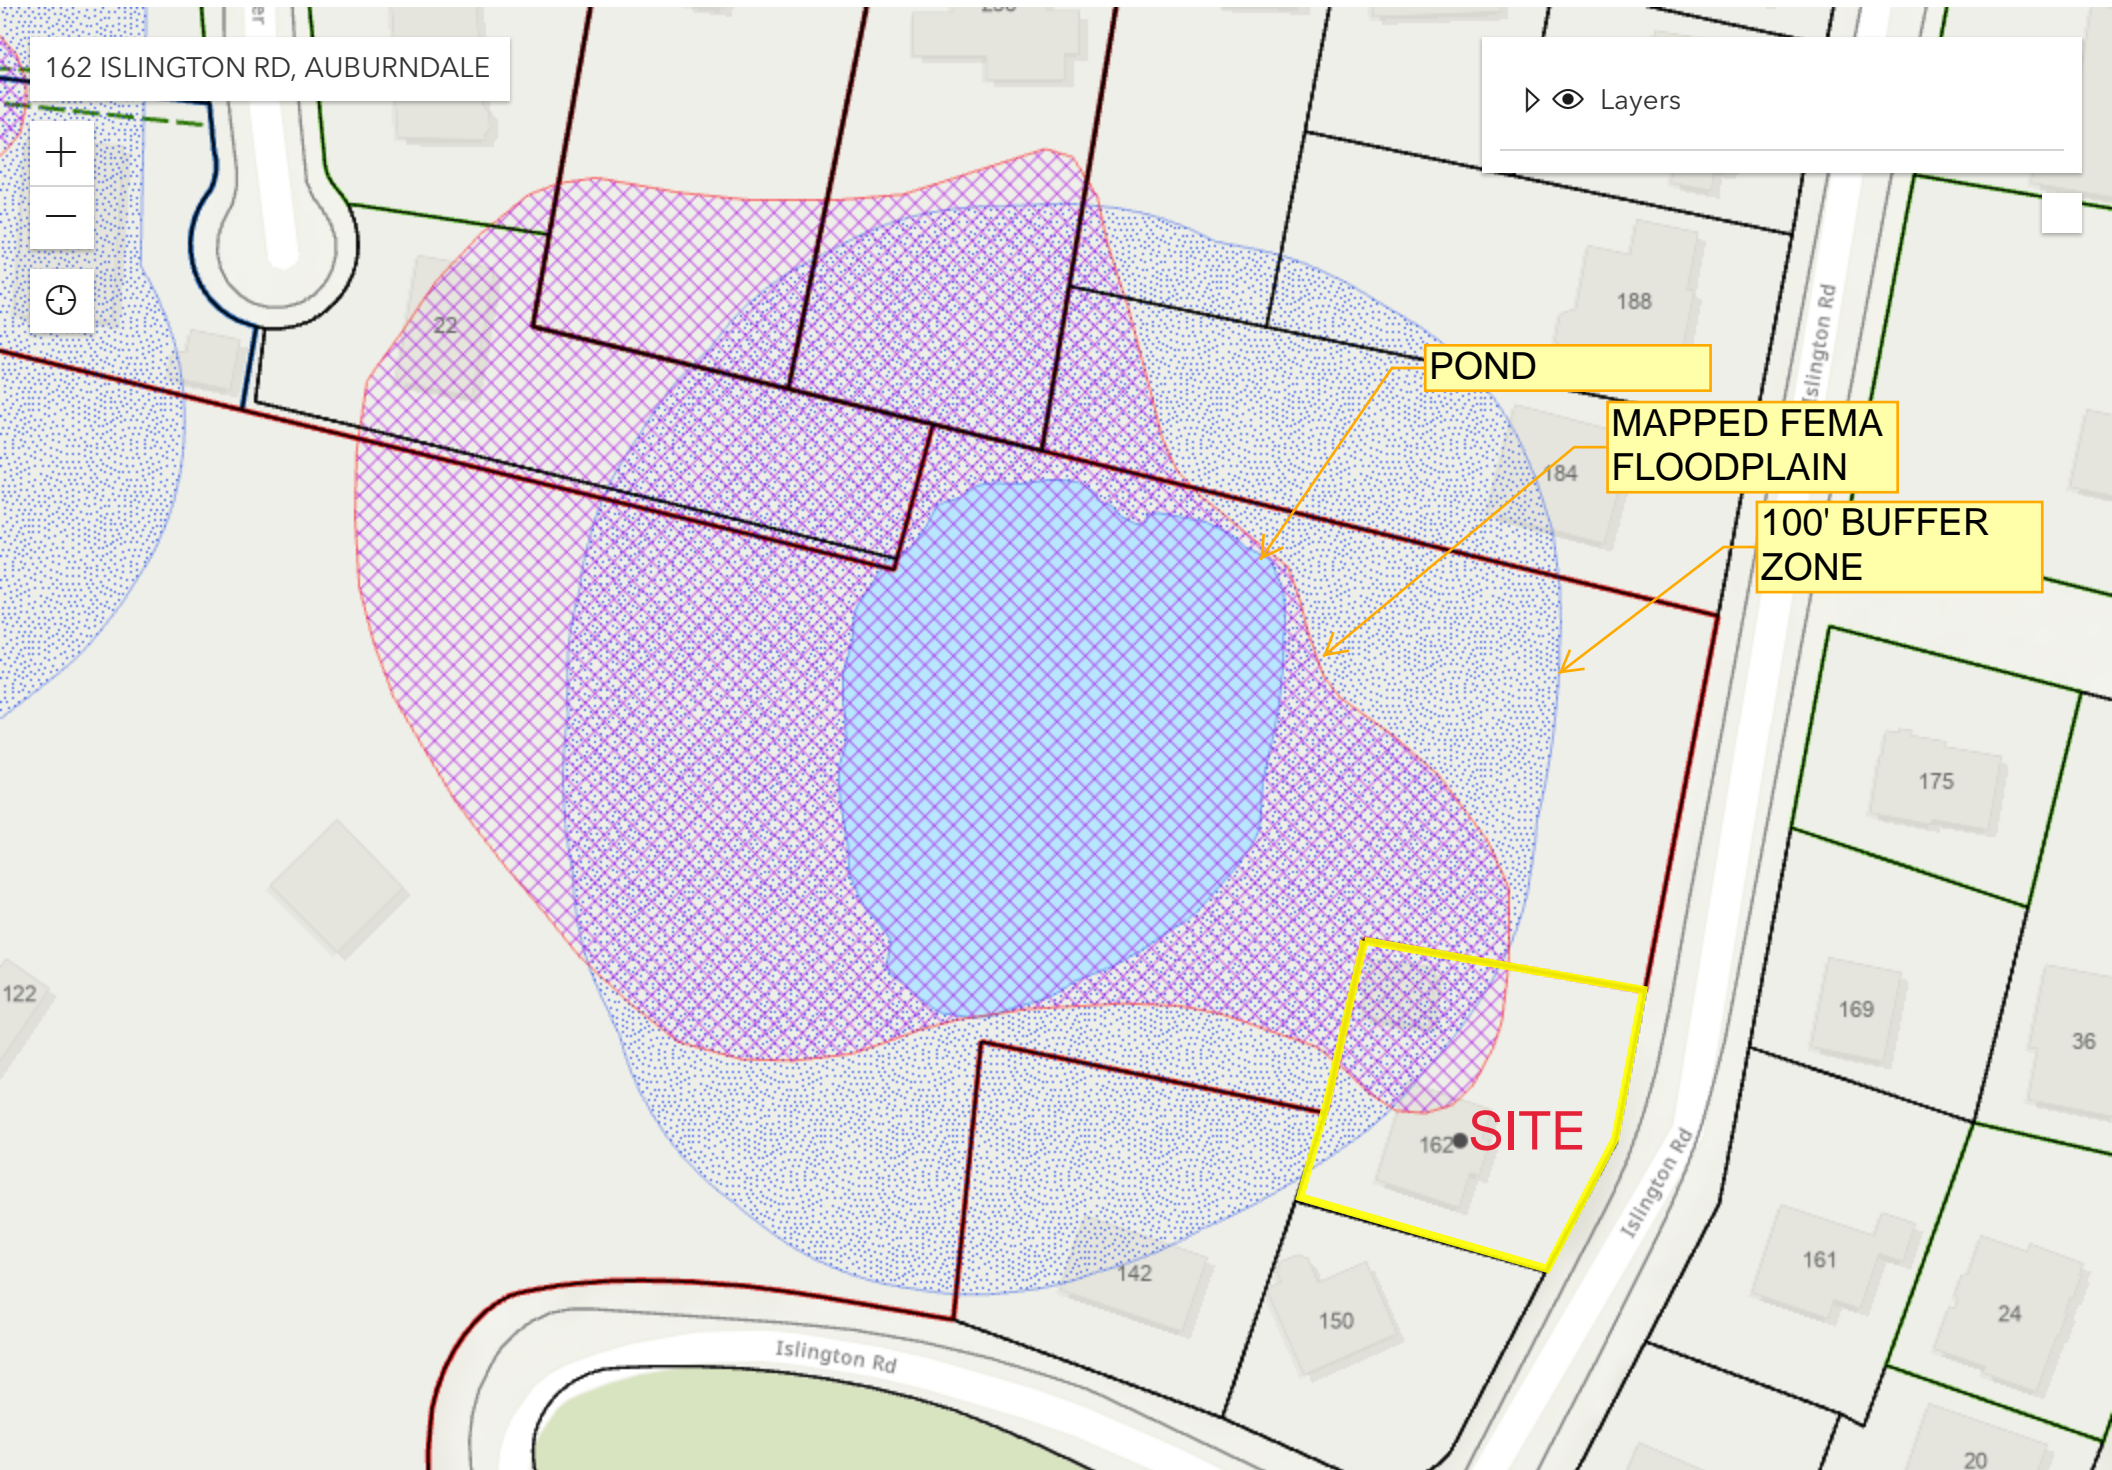 162 ISLINGTON RD, AUBURNDALE
Layers
188
22
Islington Rd
POND
MAPPED FEMA
FLOODPLAIN
184
100' BUFFER
ZONE
175
122
169
36
162
SITE
Islington Rd
161
142
150
24
Islington Rd
20